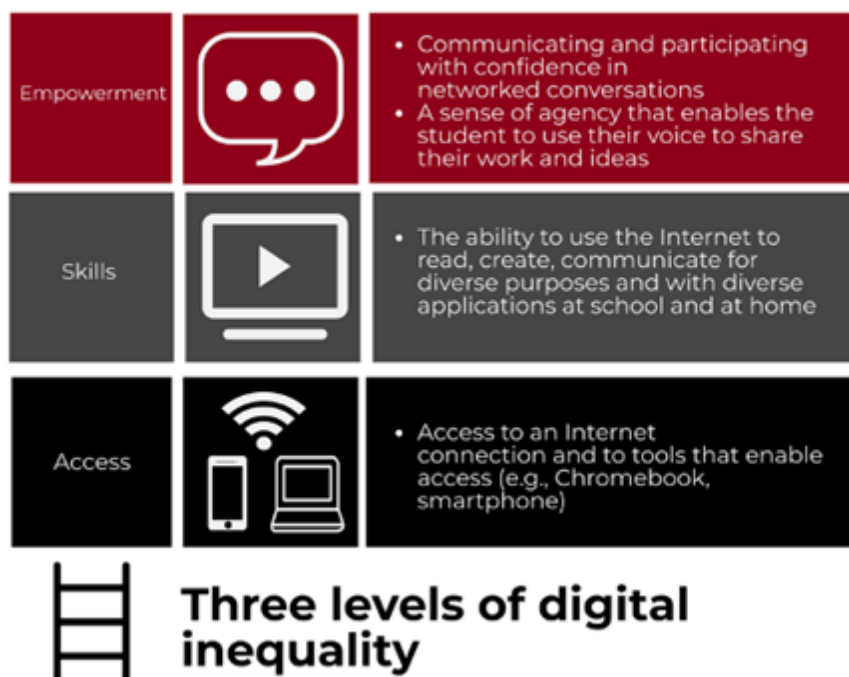 Empowerment
• Communicating and participating
with confidence in
networked conversations
• A sense of agency that enables the
student to use their voice to share
their work and ideas
Skills
• The ability to use the Internet to
read, create, communicate for
diverse purposes and with diverse
applications at school and at home
Access
• Access to an Internet
connection and to tools that enable
access (e.g., Chromebook,
smartphone)
Three levels of digital
inequality